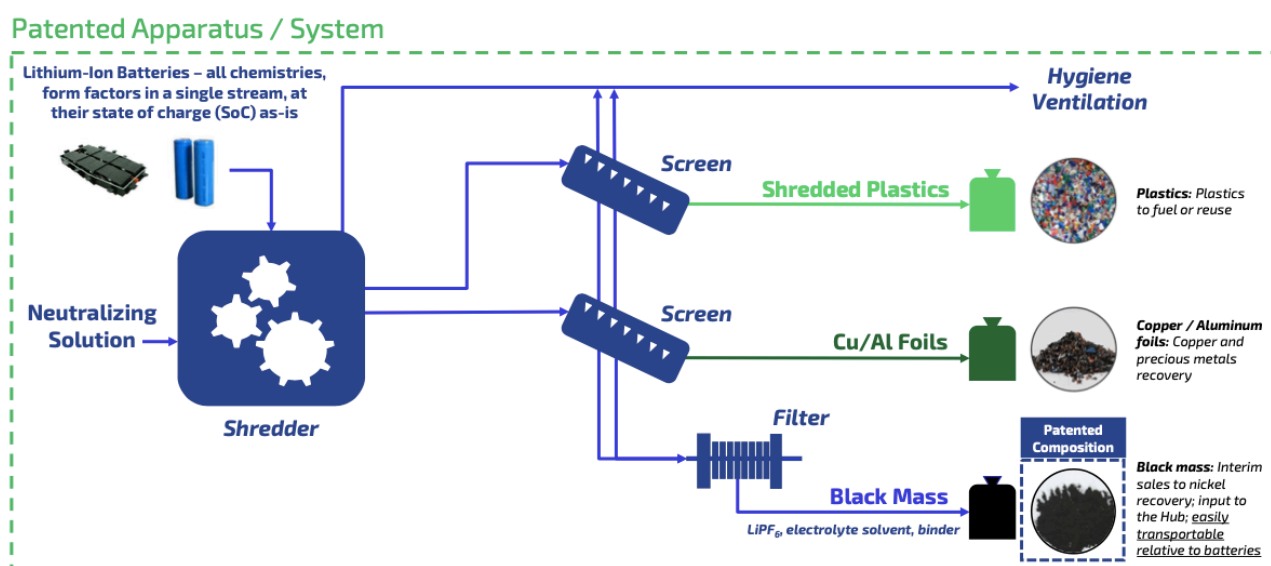 Patented Apparatus / System
Lithium-Ion Batteries – all chemistries,
form factors in a single stream, at
their state of charge (SoC) as-is
Hygiene
Ventilation
Screen
Shredded Plastics
Plastics: Plastics
to fuel or reuse
Neutralizing
Solution
Shredder
Screen
Cu/Al Foils
Copper / Aluminum
foils: Copper and
precious metals
recovery
Filter
Patented
Composition
Black Mass
LiPF₆, electrolyte solvent, binder
Black mass: Interim
sales to nickel
recovery; input to
the Hub; easily
transportable
relative to batteries